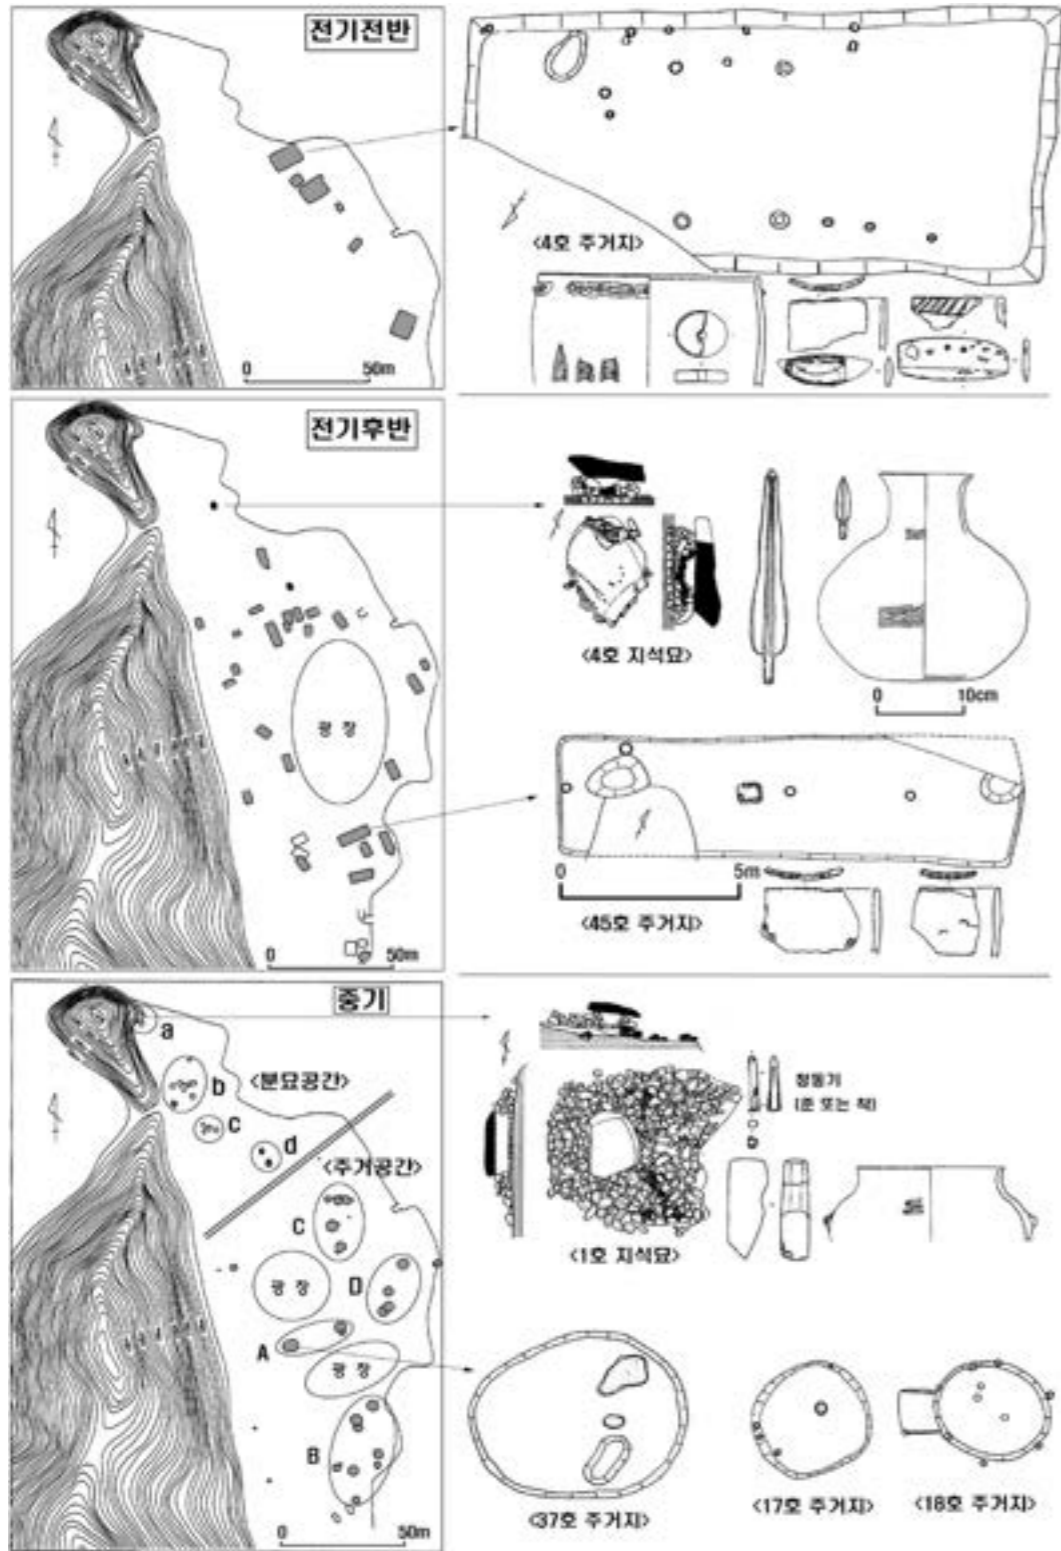 전기전반
50m
0
<4호 주거지>
전기후반
<4호 지석묘>
0 10cm
광 장
0 5m
<45호 주거지>
0 50m
중기
a
b
<분묘공간>
c
d
청동기
<주거공간>
C
광 장
D
<1호 지석묘>
A
광 장
B
0 50m
<37호 주거지>
<17호 주거지>
<18호 주거지>